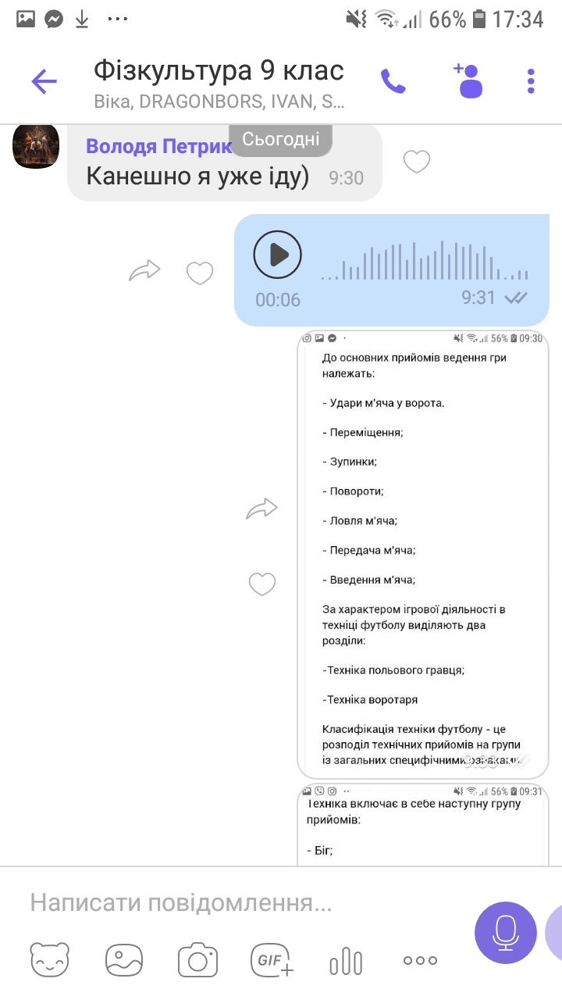 66% 17:34
Фізкультура 9 клас
Віка, DRAGONBORS, IVAN, S...
Сьогодні
Володя Петрик
Канешно я уже іду) 9:30
00:06 9:31
56% 09:30
До основних прийомів ведення гри
належать:
- Удари м'яча у ворота.
- Переміщення;
- Зупинки;
- Повороти;
- Ловля м'яча;
- Передача м'яча;
- Введення м'яча;
За характером ігрової діяльності в
техніці футболу виділяють два
розділи:
-Техніка польового гравця;
-Техніка воротаря
Класифікація техніки футболу - це
розподіл технічних прийомів на групи
із загальних специфічними ознаками.
56% 09:31
Техніка включає в себе наступну групу
прийомів:
- Біг;
Написати повідомлення...
GIF